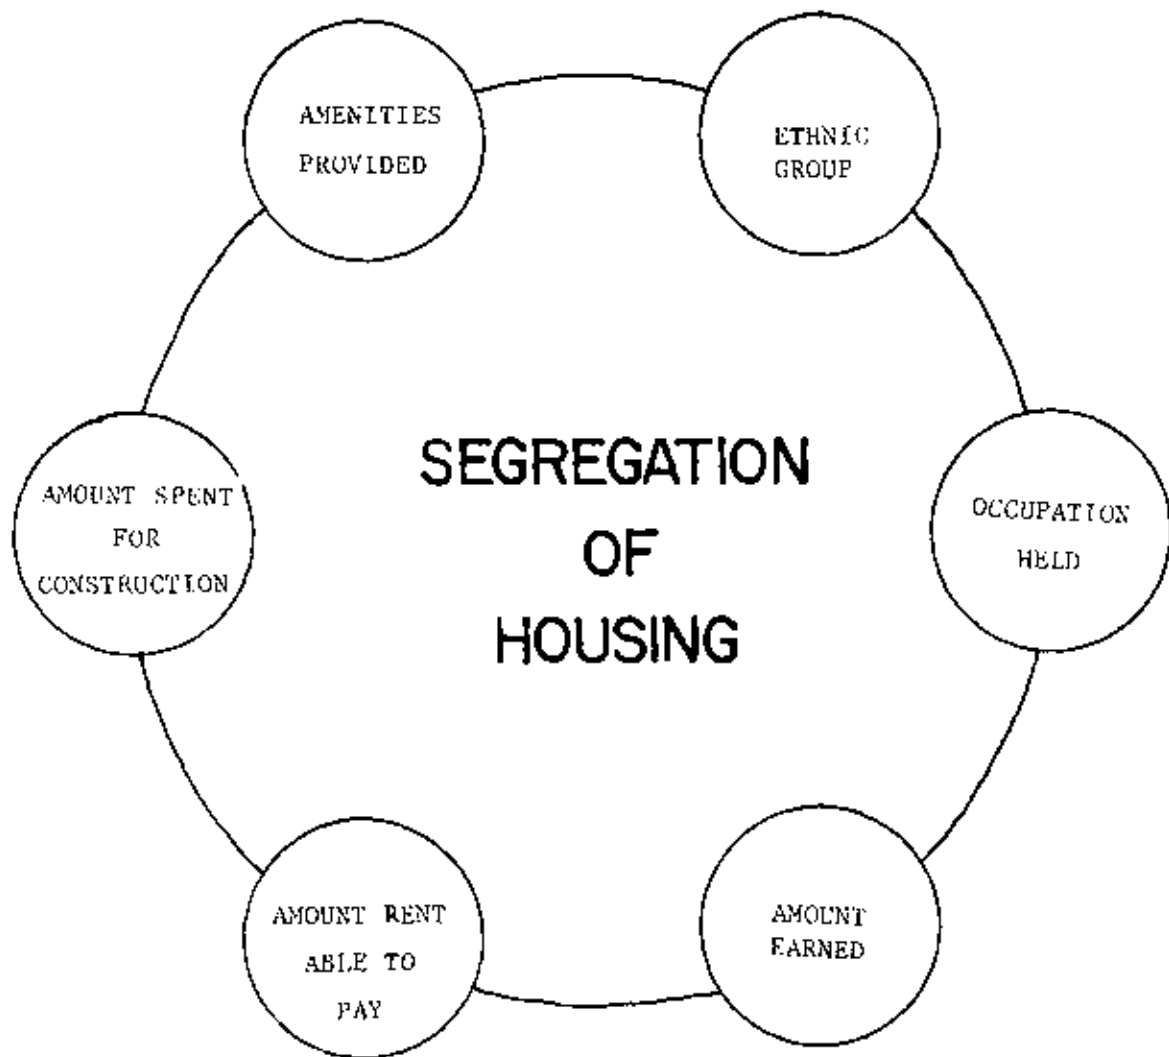 AMENITIES
PROVIDED
ETHNIC
GROUP
SEGREGATION
OF
HOUSING
AMOUNT SPENT
FOR
CONSTRUCTION
OCCUPATION
HELD
AMOUNT RENT
ABLE TO
PAY
AMOUNT
EARNED